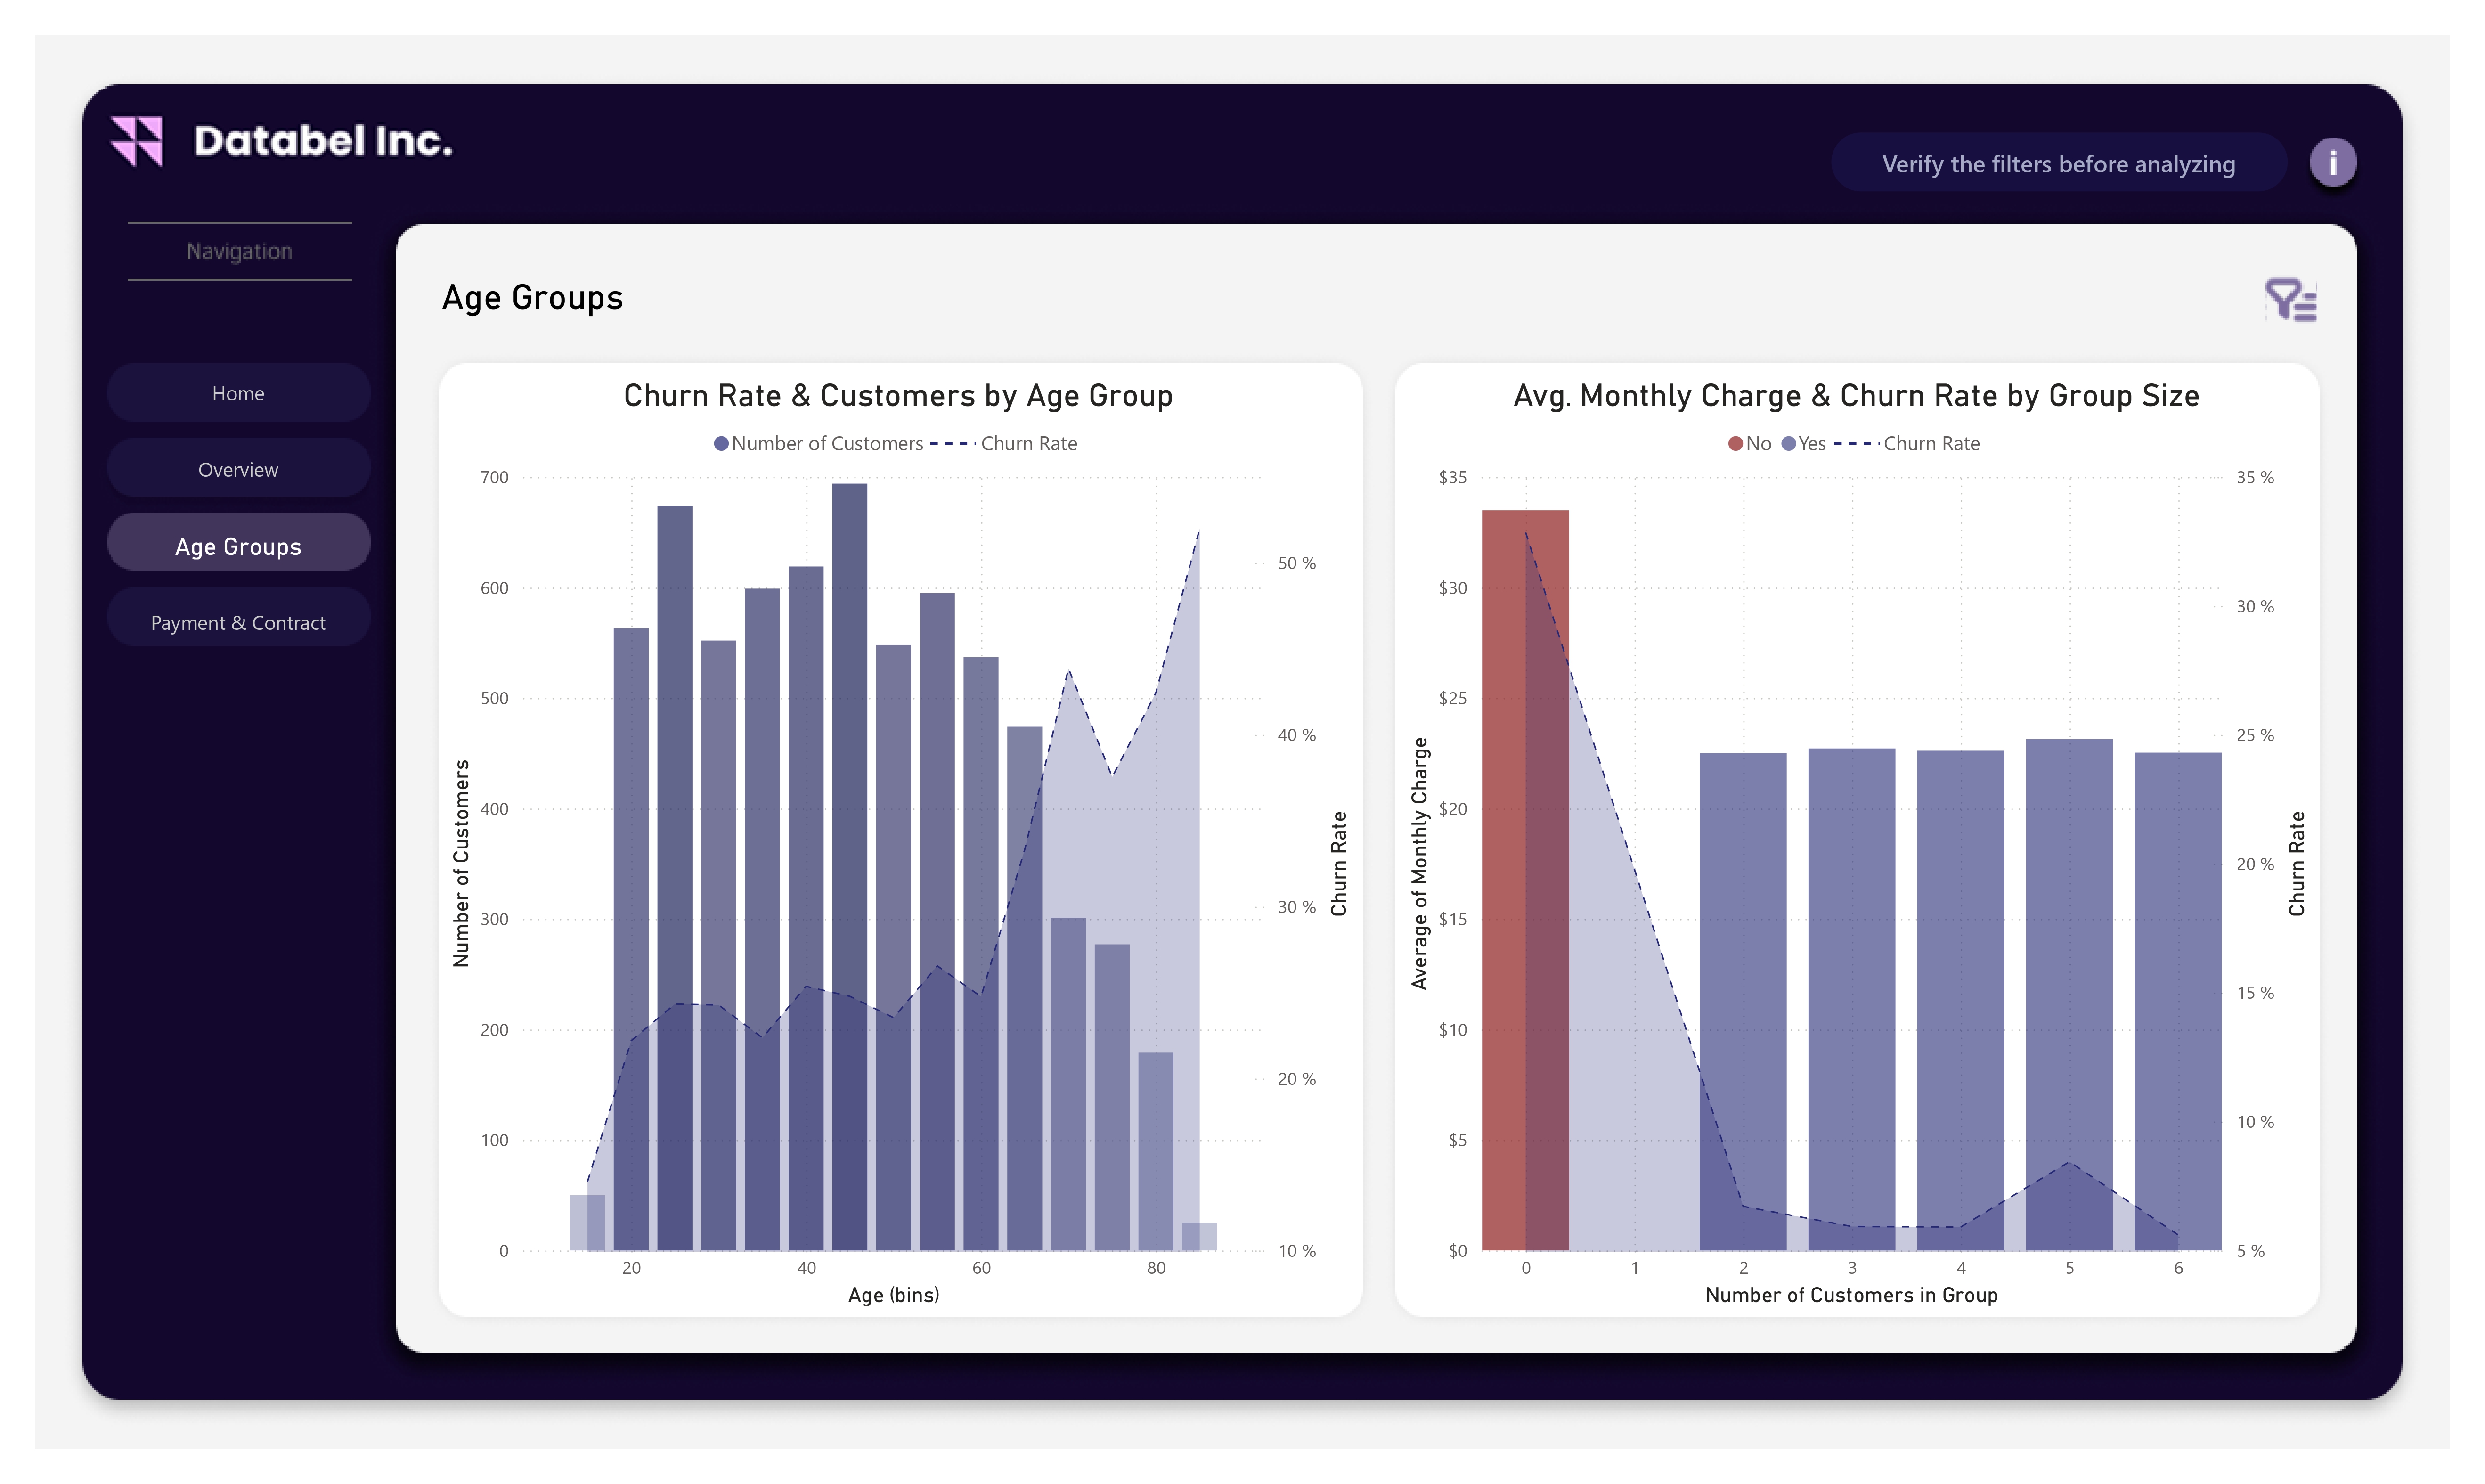 Databel Inc.
Verify the filters before analyzing
i
Navigation
Home
Overview
Age Groups
Payment & Contract
Age Groups
Churn Rate & Customers by Age Group
Number of Customers Churn Rate
700
600
500
400
300
200
100
0
Number of Customers
50 %
40 %
30 %
20 %
10 %
Churn Rate
20 40 60 80
Age (bins)
Avg. Monthly Charge & Churn Rate by Group Size
No Yes Churn Rate
$35
$30
$25
$20
$15
$10
$5
$0
Average of Monthly Charge
35 %
30 %
25 %
20 %
15 %
10 %
5 %
Churn Rate
0 1 2 3 4 5 6
Number of Customers in Group